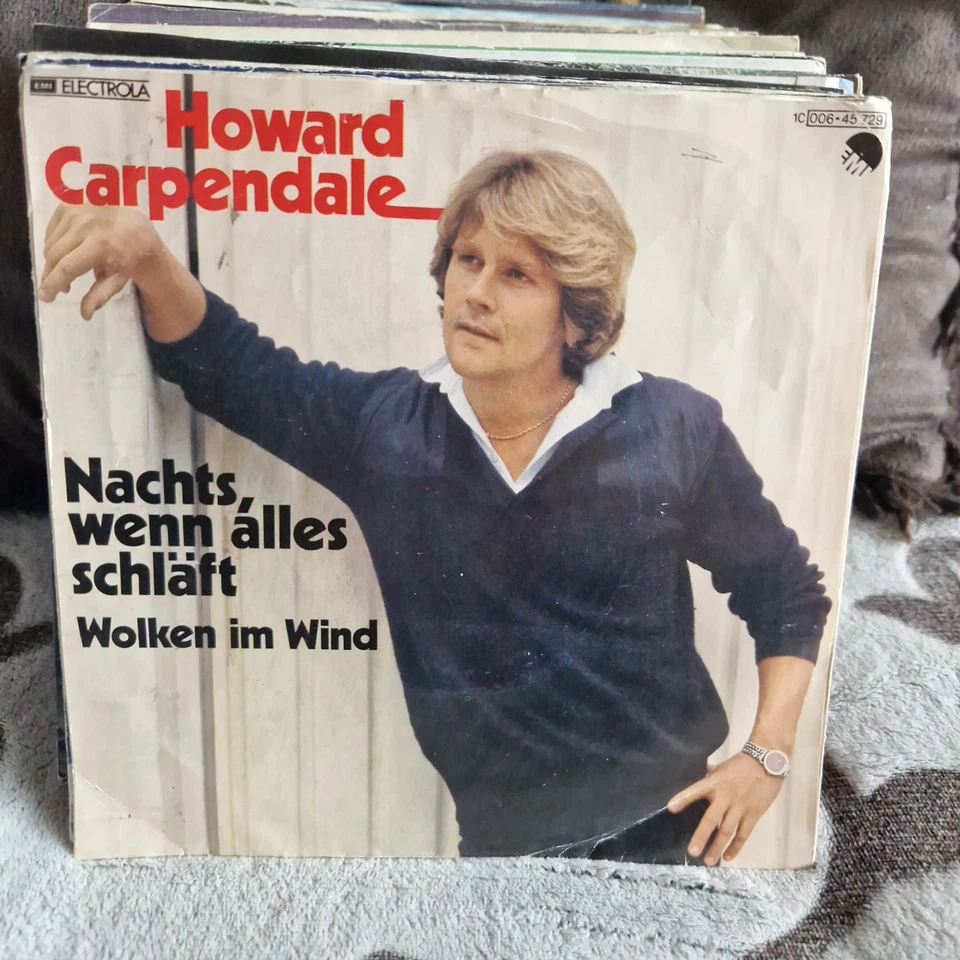 EMI ELECTROLA
1C 006-45 729
EMI
Howard
Carpendale
Nachts,
wenn alles
schläft
Wolken im Wind